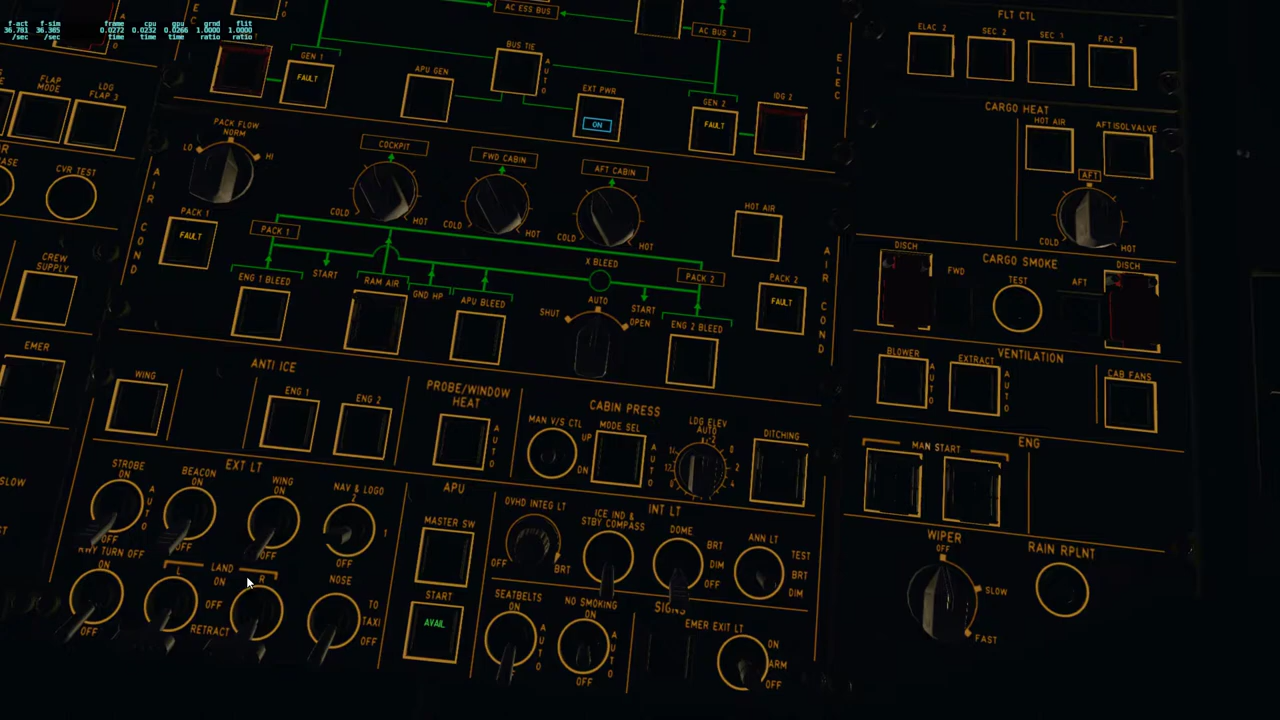 f-act f-sim frame cpu gpu grnd flit
36.781 36.365 0.0272 0.0232 0.0266 1.0000 1.0000
/sec /sec time time time ratio ratio
AC ESS BUS
AC BUS 2
ELEC
FLT CTL
ELAC 2 SEC 2 SEC 3 FAC 2
GEN 1
FAULT
APU GEN
BUS TIE
AUTO
EXT PWR
ON
GEN 2
FAULT
IDG 2
FLAP MODE
LDG FLAP 3
CARGO HEAT
HOT AIR
AFT ISOL VALVE
AFT
COLD HOT
PACK FLOW
NORM
LO HI
CVR TEST
AIR COND
COCKPIT
FWD CABIN
AFT CABIN
COLD HOT
COLD HOT
COLD HOT
HOT AIR
PACK 1
FAULT
PACK 1
X BLEED
PACK 2
PACK 2
FAULT
AIR COND
CREW SUPPLY
ENG 1 BLEED
START
RAM AIR
GND HP
APU BLEED
AUTO
SHUT OPEN
START
ENG 2 BLEED
CARGO SMOKE
DISCH
FWD
TEST
AFT
DISCH
EMER
VENTILATION
BLOWER
AUTO
EXTRACT
AUTO
CAB FANS
ANTI ICE
WING
ENG 1
ENG 2
PROBE/WINDOW
HEAT
AUTO
CABIN PRESS
MAN V/S CTL
UP
DN
MODE SEL
AUTO
LDG ELEV
AUTO
DITCHING
ENG
MAN START
SLOW
EXT LT
STROBE
ON
AUTO
BEACON
ON
OFF
WING
ON
OFF
NAV & LOGO
2
1
OFF
APU
MASTER SW
START
AVAIL
INT LT
OVHD INTEG LT
OFF BRT
ICE IND &
STBY COMPASS
DOME
BRT
DIM
OFF
ANN LT
TEST
BRT
DIM
WIPER
OFF
SLOW
FAST
RAIN RPLNT
RWY TURN OFF
ON
OFF
LAND
ON
L R
OFF
RETRACT
NOSE
TO
TAXI
OFF
SIGNS
SEATBELTS
ON
AUTO
NO SMOKING
ON
AUTO
OFF
EMER EXIT LT
ON
ARM
OFF